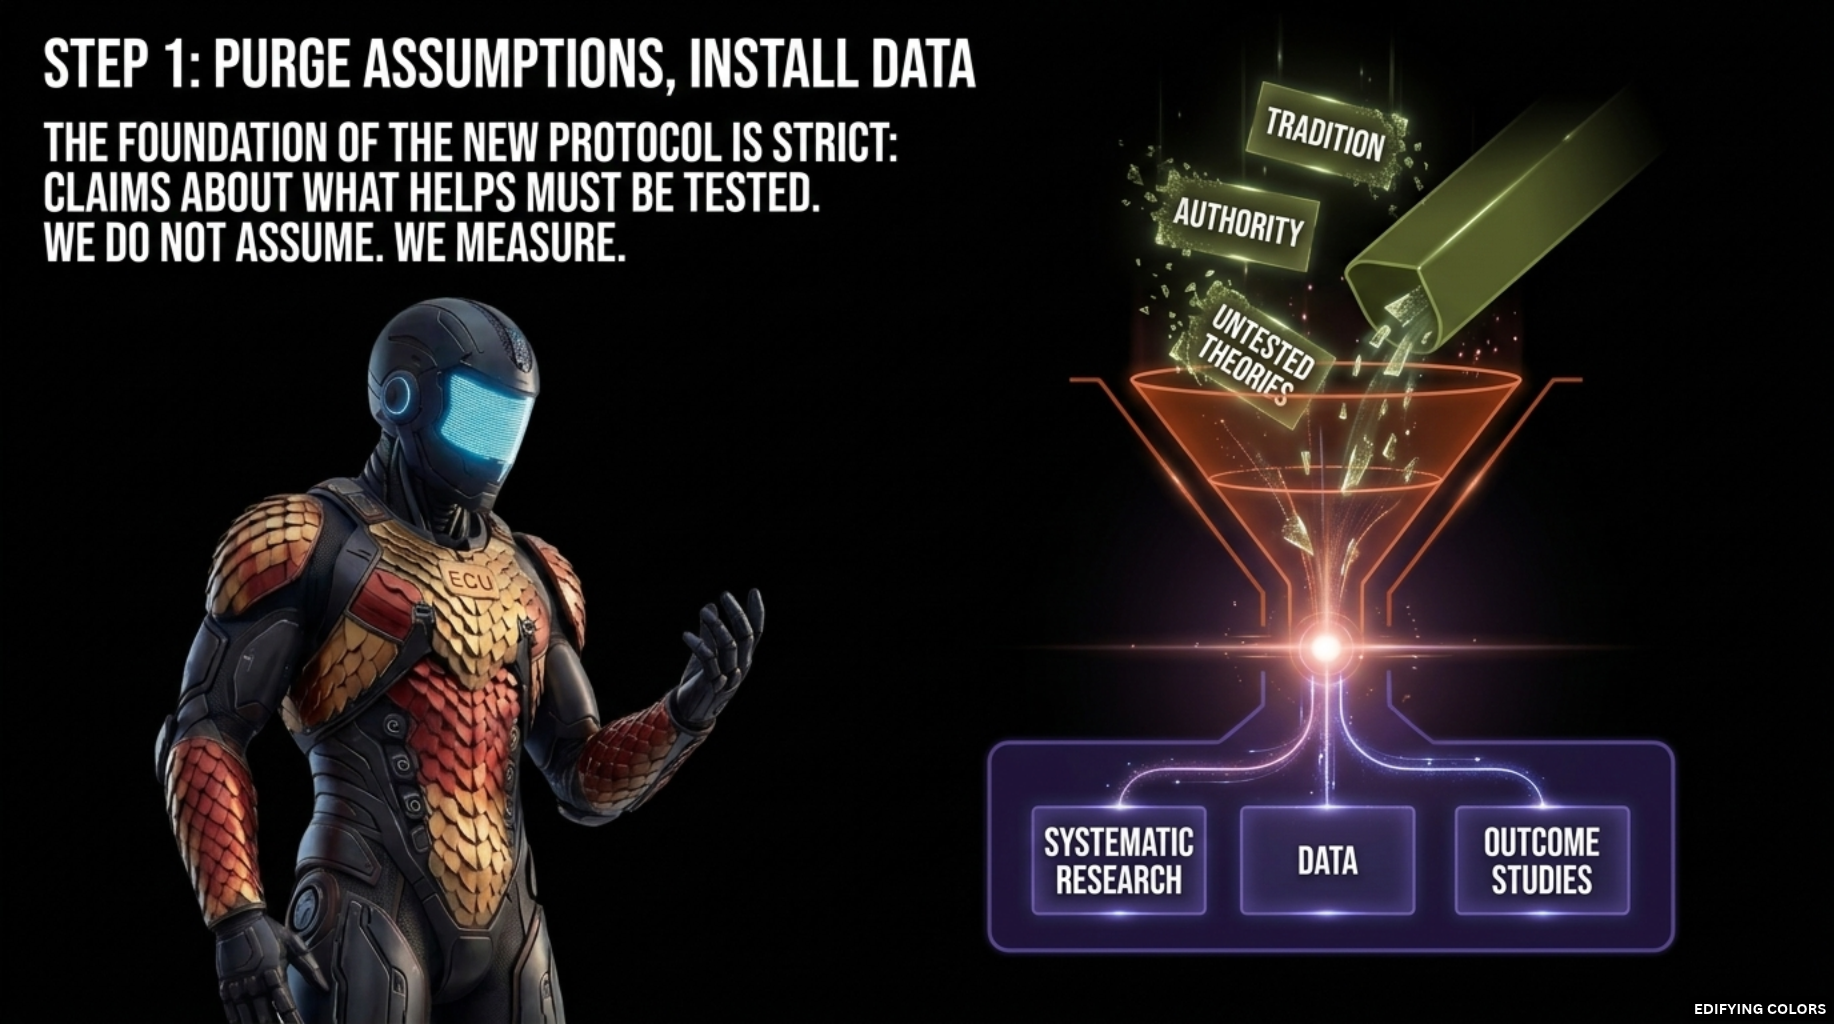 STEP 1: PURGE ASSUMPTIONS, INSTALL DATA
THE FOUNDATION OF THE NEW PROTOCOL IS STRICT:
CLAIMS ABOUT WHAT HELPS MUST BE TESTED.
WE DO NOT ASSUME. WE MEASURE.
TRADITION
AUTHORITY
UNTESTED
THEORIES
ECU
SYSTEMATIC
RESEARCH
DATA
OUTCOME
STUDIES
EDIFYING COLORS